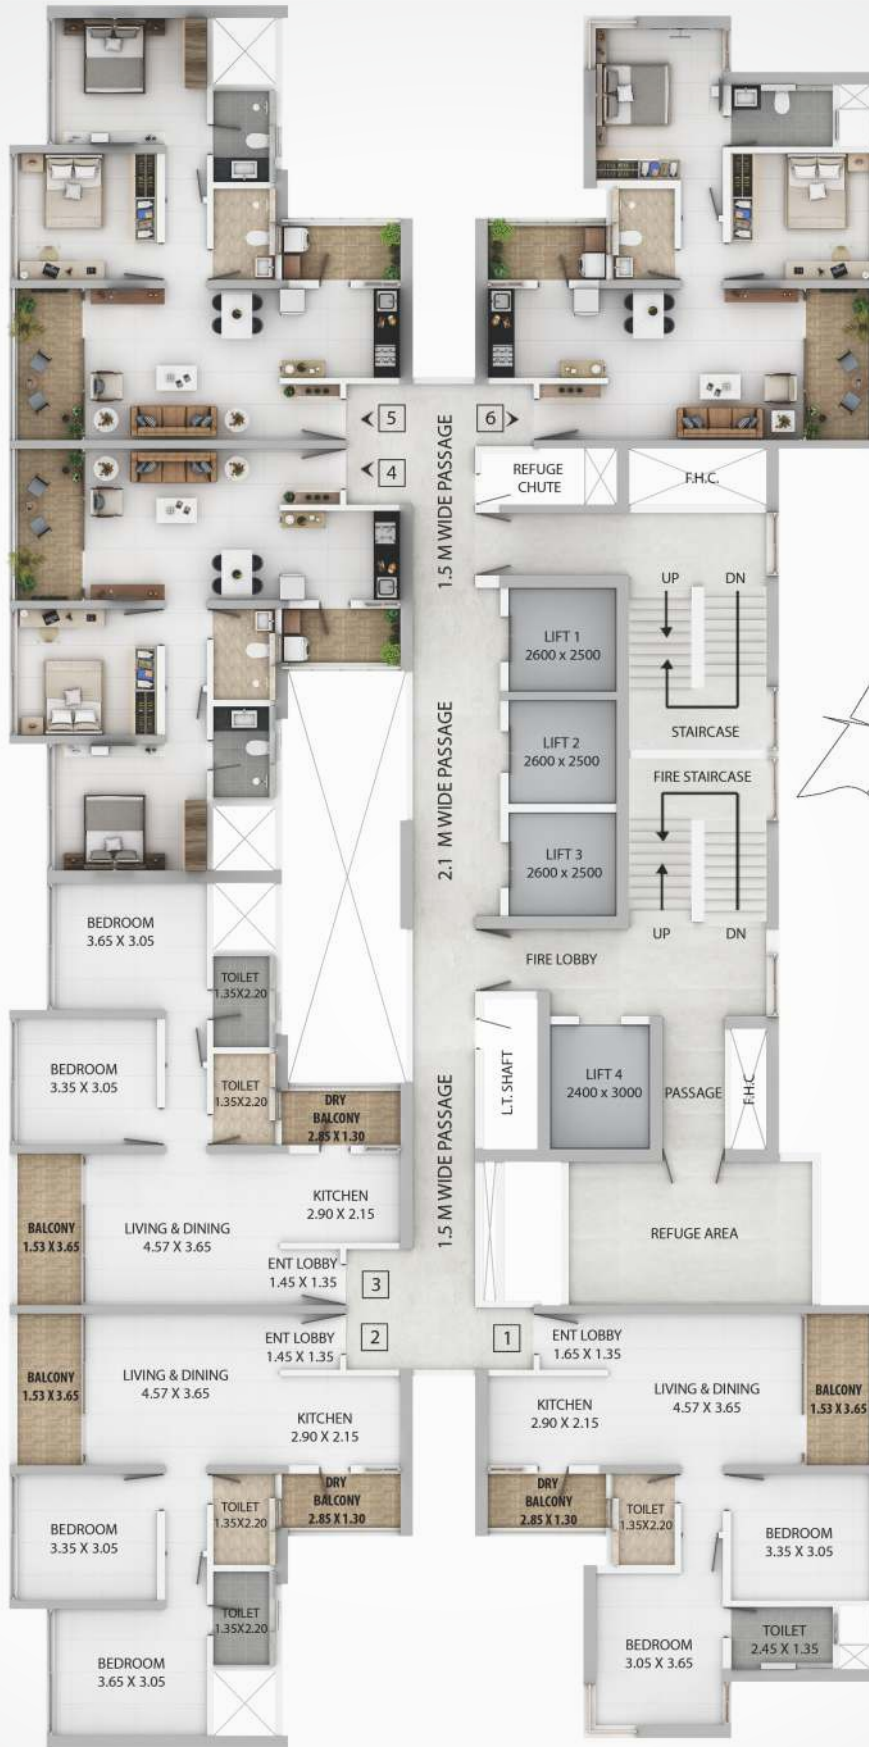 5
6
4
1.5 M WIDE PASSAGE
REFUGE
CHUTE
F.H.C.
UP
DN
LIFT 1
2600 x 2500
STAIRCASE
2.1 M WIDE PASSAGE
LIFT 2
2600 x 2500
FIRE STAIRCASE
LIFT 3
2600 x 2500
UP
DN
BEDROOM
3.65 X 3.05
FIRE LOBBY
TOILET
1.35X2.20
BEDROOM
3.35 X 3.05
TOILET
1.35X2.20
DRY
BALCONY
2.85 X 1.30
1.5 M WIDE PASSAGE
L.T. SHAFT
LIFT 4
2400 x 3000
PASSAGE
F.H.C
BALCONY
1.53 X 3.65
LIVING & DINING
4.57 X 3.65
KITCHEN
2.90 X 2.15
ENT LOBBY
1.45 X 1.35
3
REFUGE AREA
BALCONY
1.53 X 3.65
LIVING & DINING
4.57 X 3.65
ENT LOBBY
1.45 X 1.35
2
KITCHEN
2.90 X 2.15
1
ENT LOBBY
1.65 X 1.35
LIVING & DINING
4.57 X 3.65
KITCHEN
2.90 X 2.15
BALCONY
1.53 X 3.65
BEDROOM
3.35 X 3.05
TOILET
1.35X2.20
DRY
BALCONY
2.85 X 1.30
DRY
BALCONY
2.85 X 1.30
TOILET
1.35X2.20
BEDROOM
3.35 X 3.05
BEDROOM
3.65 X 3.05
TOILET
1.35X2.20
BEDROOM
3.05 X 3.65
TOILET
2.45 X 1.35